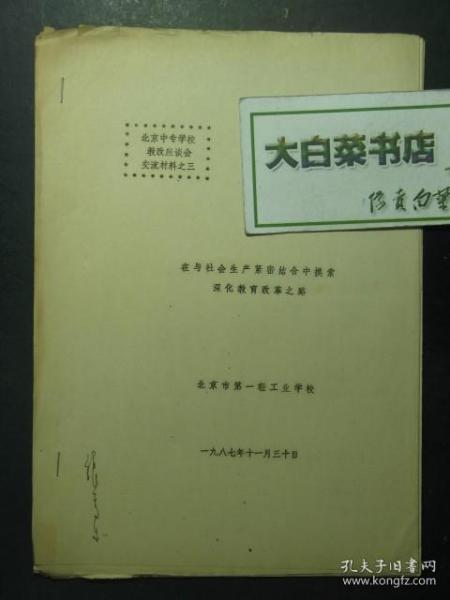 北京中专学校
教改座谈会
交流材料之三
大白菜书店
在与社会生产紧密结合中摸索
深化教育改革之路
北京市第一轻工业学校
一九八七年十一月三十日
孔夫子旧书网
www.kongfz.com